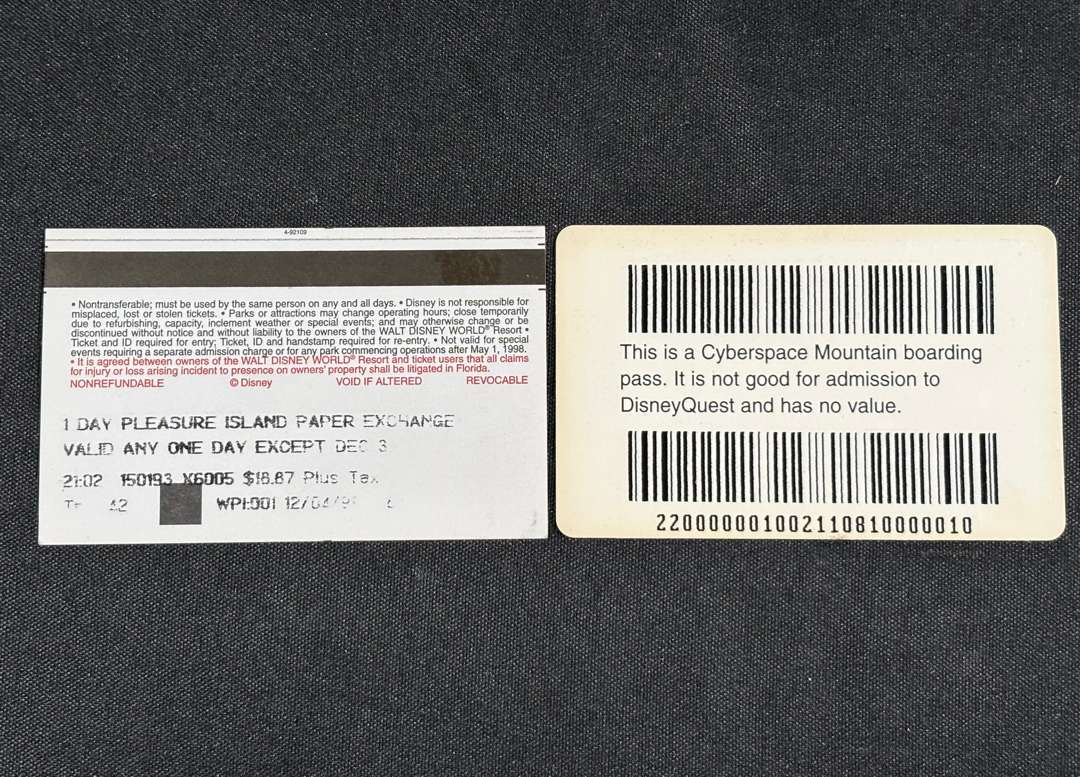 4-92109
• Nontransferable; must be used by the same person on any and all days. • Disney is not responsible for
misplaced, lost or stolen tickets. • Parks or attractions may change operating hours; close temporarily
due to refurbishing, capacity, inclement weather or special events; and may otherwise change or be
discontinued without notice and without liability to the owners of the WALT DISNEY WORLD® Resort •
Ticket and ID required for entry; Ticket, ID and handstamp required for re-entry. • Not valid for special
events requiring a separate admission charge or for any park commencing operations after May 1, 1998.
• It is agreed between owners of the WALT DISNEY WORLD® Resort and ticket users that all claims
for injury or loss arising incident to presence on owners' property shall be litigated in Florida.
NONREFUNDABLE © Disney VOID IF ALTERED REVOCABLE
1 DAY PLEASURE ISLAND PAPER EXCHANGE
VALID ANY ONE DAY EXCEPT DEC 3
21:02 150193 X6005 $18.87 Plus Tax
42 WPI:001
This is a Cyberspace Mountain boarding
pass. It is not good for admission to
DisneyQuest and has no value.
22000000100211081000001​0